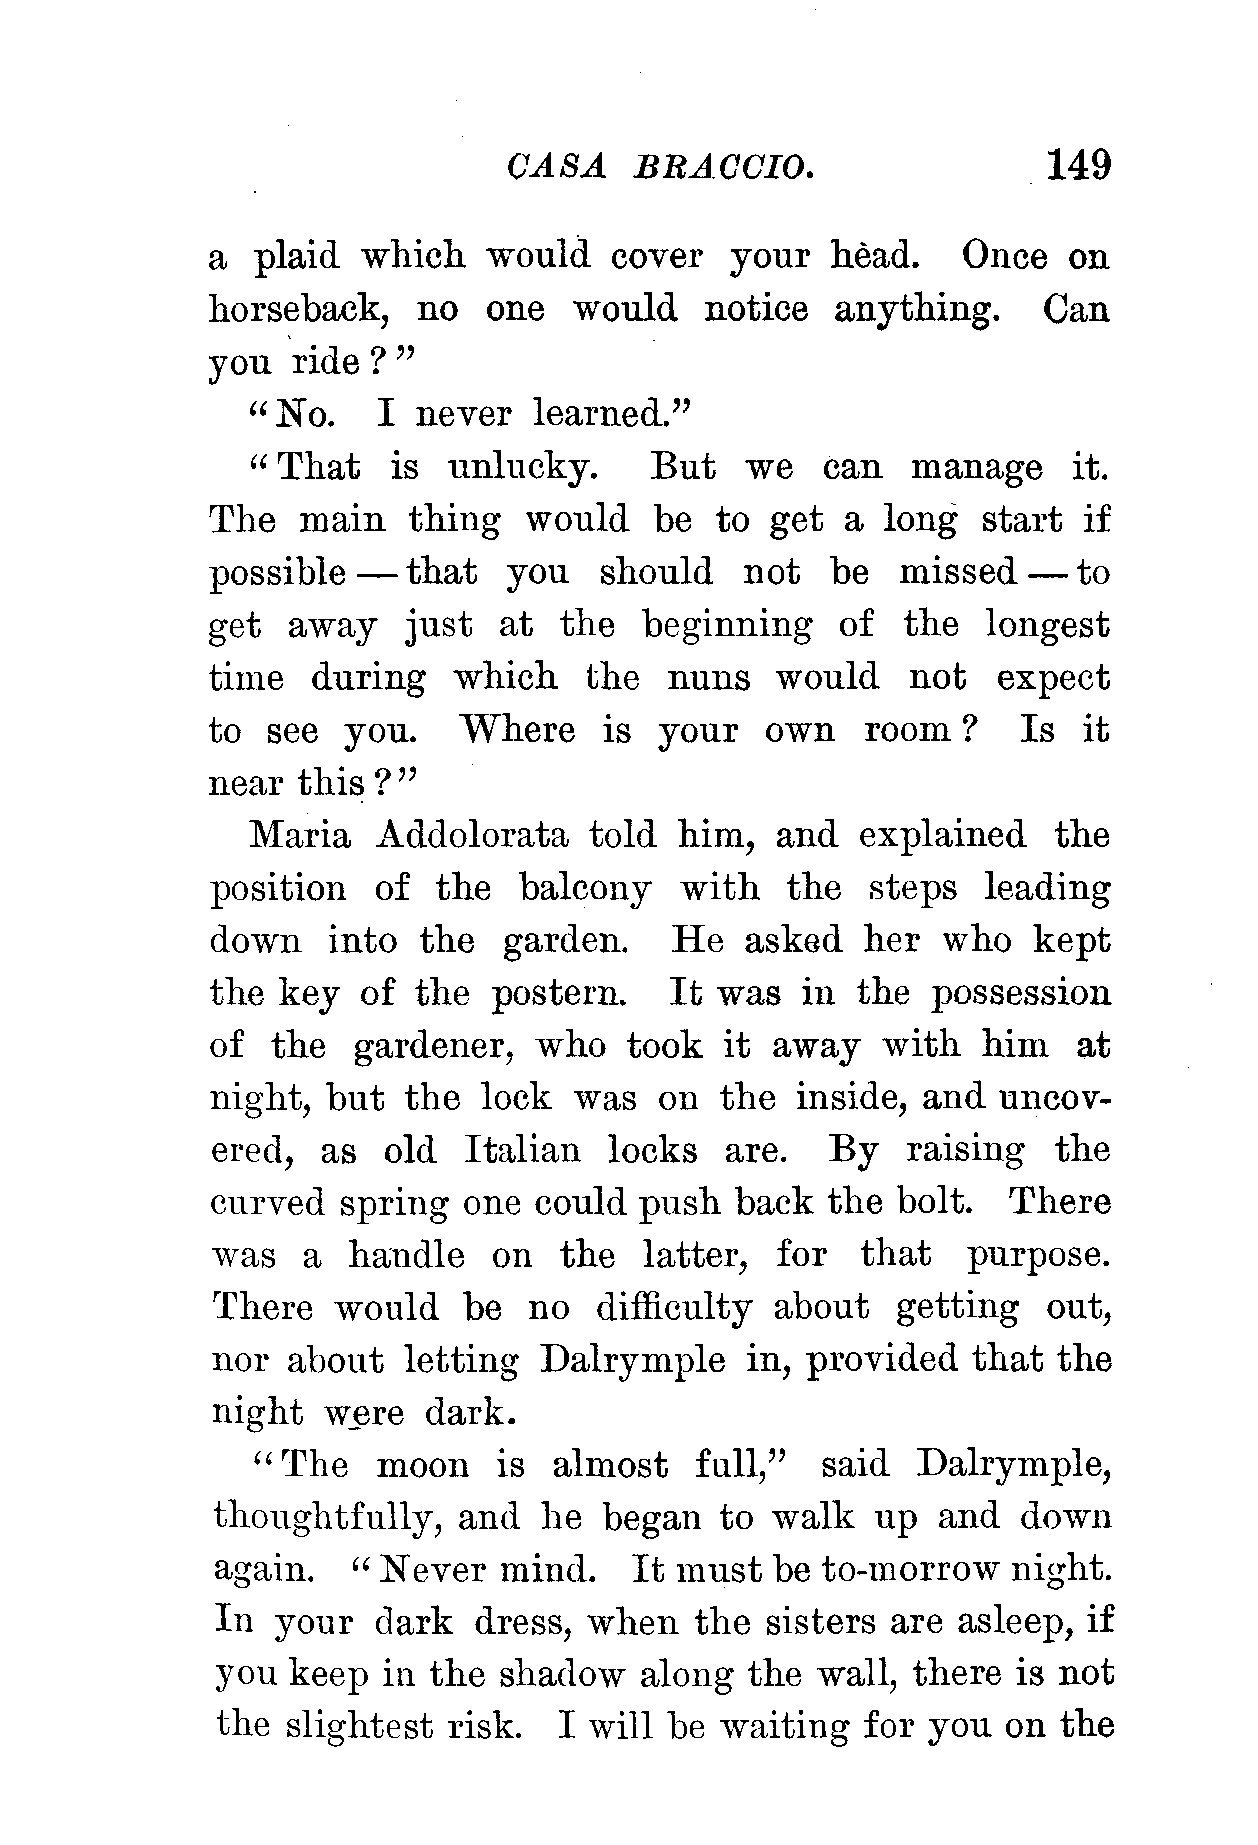 CASA BRACCIO. 149
a plaid which would cover your head. Once on
horseback, no one would notice anything. Can
you ride?"
"No. I never learned."
"That is unlucky. But we can manage it.
The main thing would be to get a long start if
possible — that you should not be missed — to
get away just at the beginning of the longest
time during which the nuns would not expect
to see you. Where is your own room? Is it
near this?"
Maria Addolorata told him, and explained the
position of the balcony with the steps leading
down into the garden. He asked her who kept
the key of the postern. It was in the possession
of the gardener, who took it away with him at
night, but the lock was on the inside, and uncov-
ered, as old Italian locks are. By raising the
curved spring one could push back the bolt. There
was a handle on the latter, for that purpose.
There would be no difficulty about getting out,
nor about letting Dalrymple in, provided that the
night were dark.
"The moon is almost full," said Dalrymple,
thoughtfully, and he began to walk up and down
again. "Never mind. It must be to-morrow night.
In your dark dress, when the sisters are asleep, if
you keep in the shadow along the wall, there is not
the slightest risk. I will be waiting for you on the